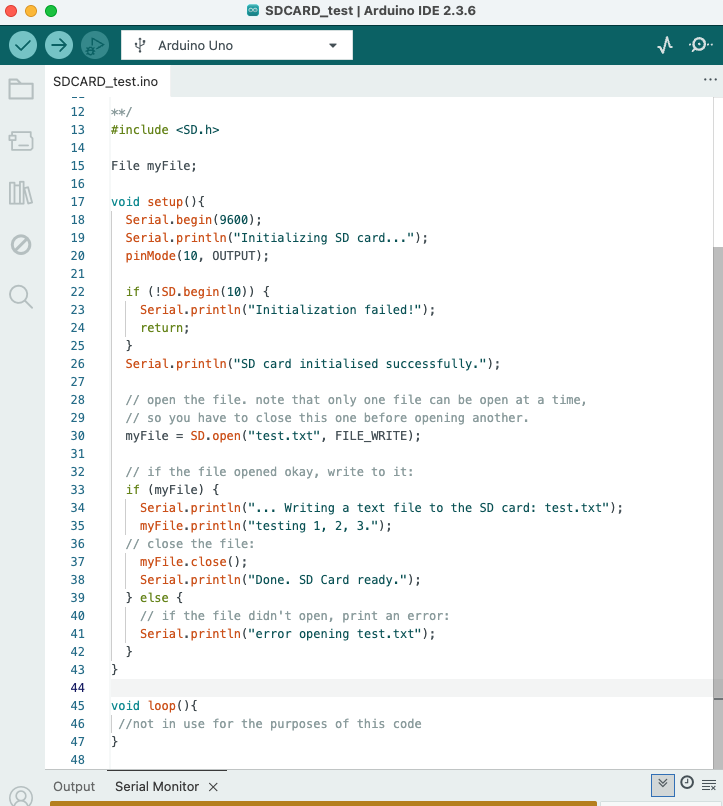 SDCARD_test | Arduino IDE 2.3.6
Arduino Uno
SDCARD_test.ino
12 **/
13 #include <SD.h>
14
15 File myFile;
16
17 void setup(){
18 Serial.begin(9600);
19 Serial.println("Initializing SD card...");
20 pinMode(10, OUTPUT);
21
22 if (!SD.begin(10)) {
23 Serial.println("Initialization failed!");
24 return;
25 }
26 Serial.println("SD card initialised successfully.");
27
28 // open the file. note that only one file can be open at a time,
29 // so you have to close this one before opening another.
30 myFile = SD.open("test.txt", FILE_WRITE);
31
32 // if the file opened okay, write to it:
33 if (myFile) {
34 Serial.println("... Writing a text file to the SD card: test.txt");
35 myFile.println("testing 1, 2, 3.");
36 // close the file:
37 myFile.close();
38 Serial.println("Done. SD Card ready.");
39 } else {
40 // if the file didn't open, print an error:
41 Serial.println("error opening test.txt");
42 }
43 }
44
45 void loop(){
46 //not in use for the purposes of this code
47 }
48
Output Serial Monitor